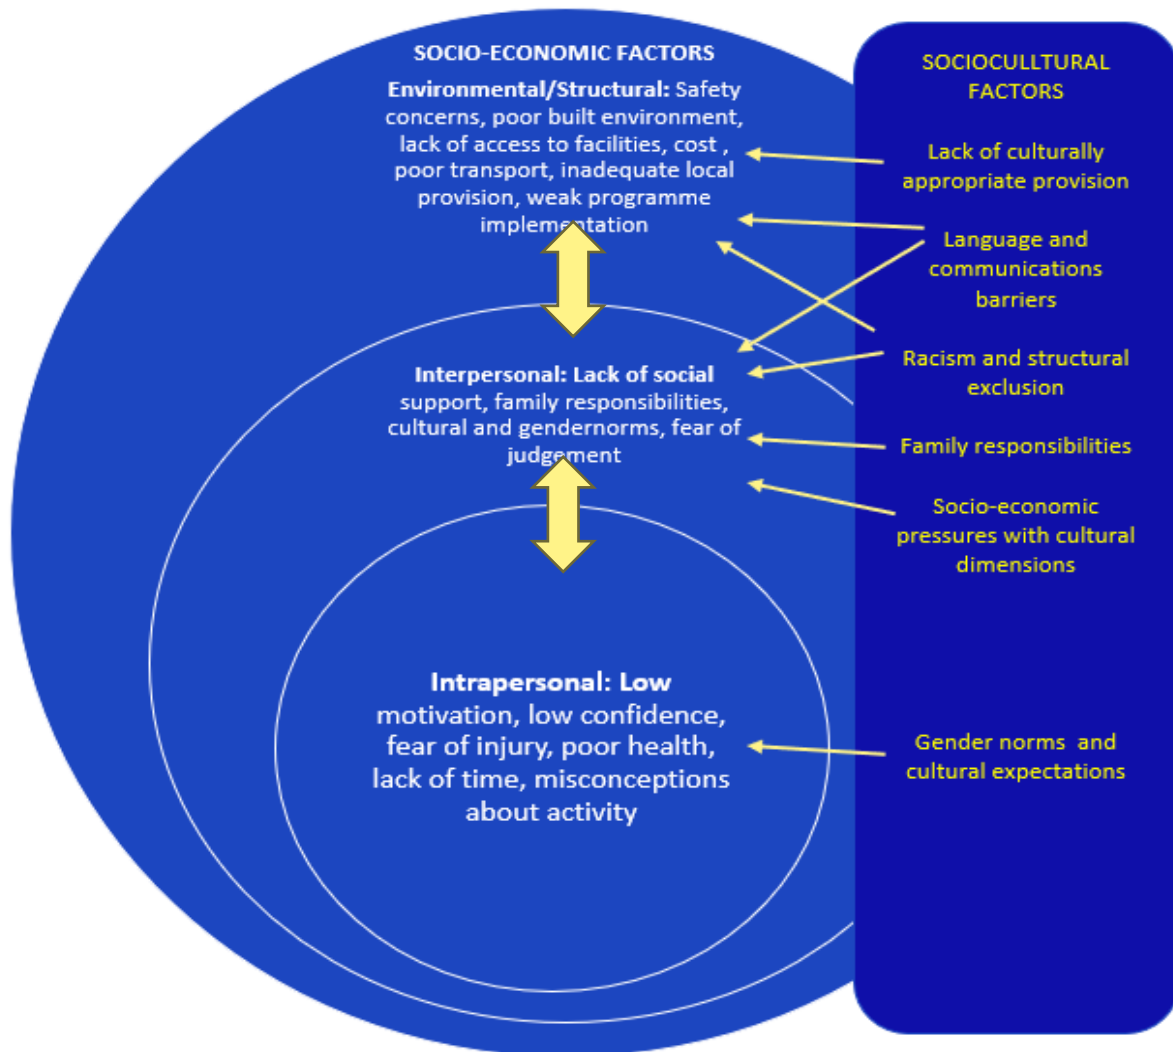 SOCIO-ECONOMIC FACTORS
Environmental/Structural: Safety
concerns, poor built environment,
lack of access to facilities, cost ,
poor transport, inadequate local
provision, weak programme
implementation
Interpersonal: Lack of social
support, family responsibilities,
cultural and gendernorms, fear of
judgement
Intrapersonal: Low
motivation, low confidence,
fear of injury, poor health,
lack of time, misconceptions
about activity
SOCIOCULLTURAL
FACTORS
Lack of culturally
appropriate provision
Language and
communications
barriers
Racism and structural
exclusion
Family responsibilities
Socio-economic
pressures with cultural
dimensions
Gender norms  and
cultural expectations